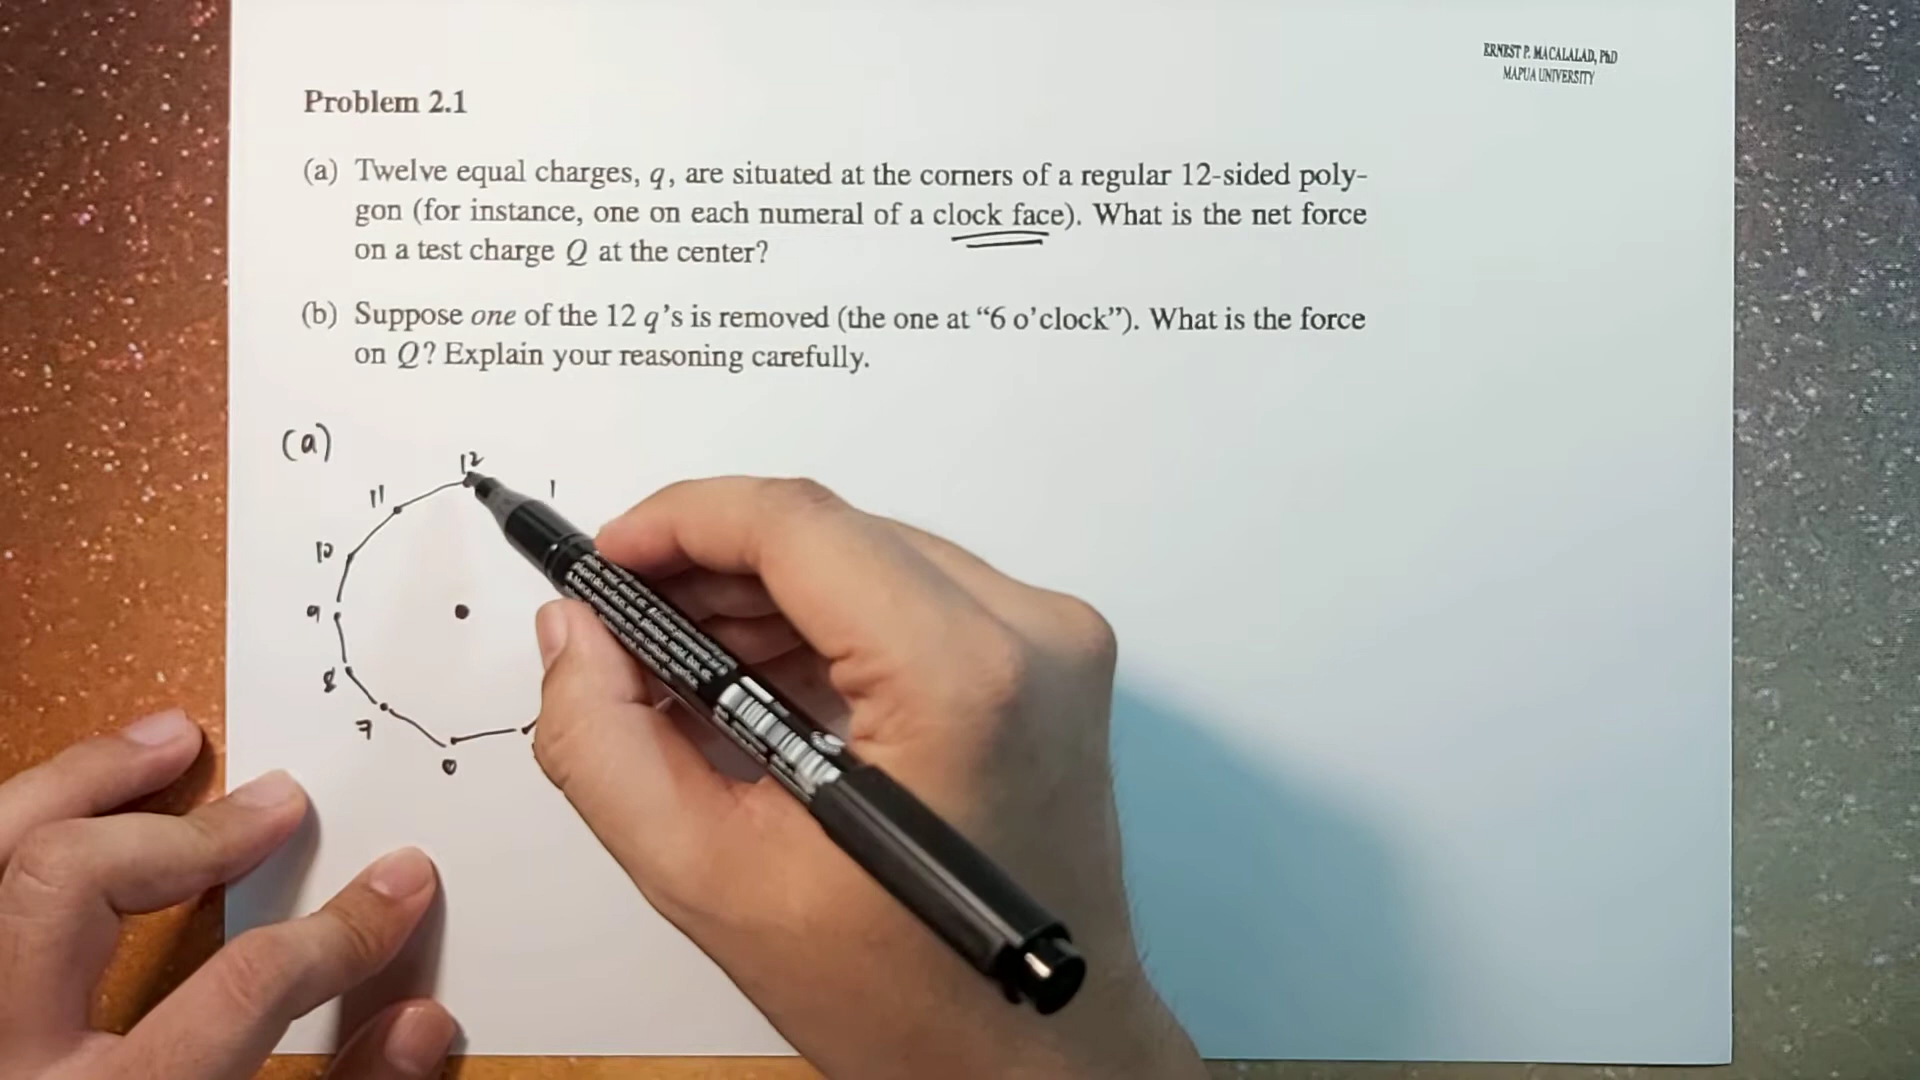 ERNEST P. MACALALAD, PhD
MAPUA UNIVERSITY
Problem 2.1
(a) Twelve equal charges, q, are situated at the corners of a regular 12-sided poly-
gon (for instance, one on each numeral of a clock face). What is the net force
on a test charge Q at the center?
(b) Suppose one of the 12 q's is removed (the one at “6 o'clock”). What is the force
on Q? Explain your reasoning carefully.
(a)
12
11
1
10
9
8
7